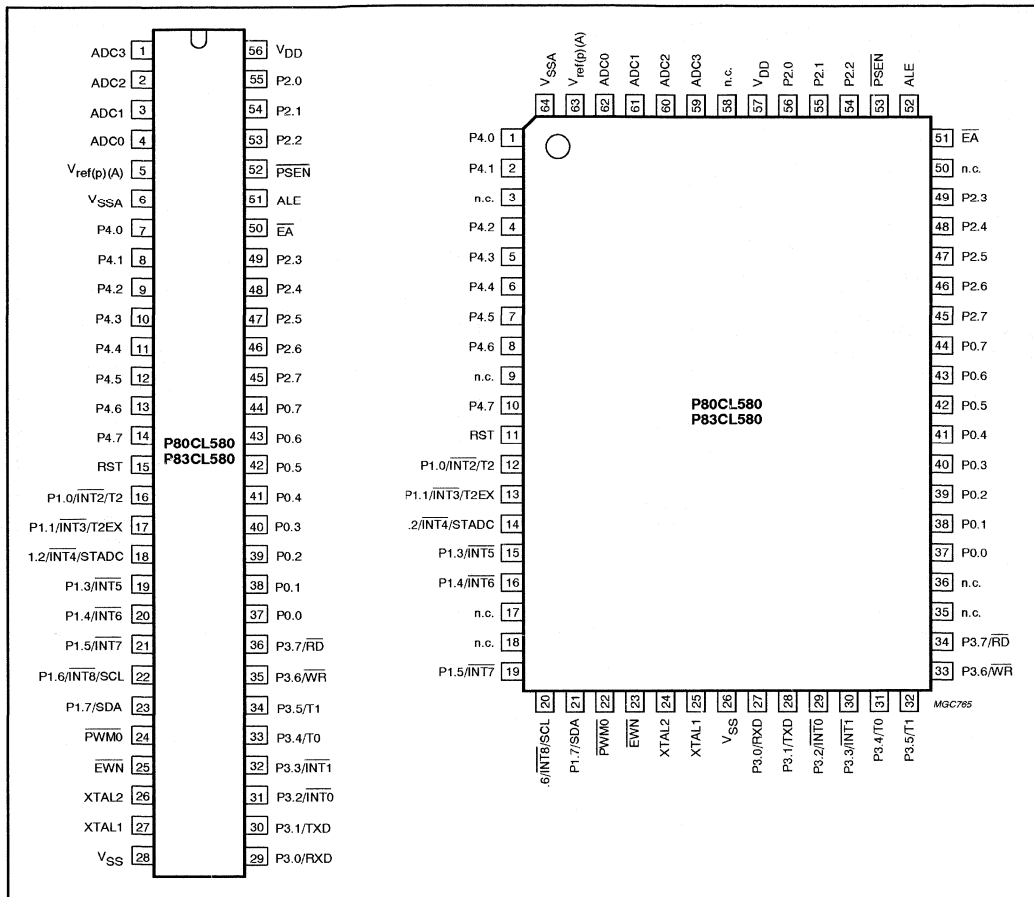 ADC3 1 56 VDD
ADC2 2 55 P2.0
ADC1 3 54 P2.1
ADC0 4 53 P2.2
Vref(p)(A) 5 52 PSEN
VSSA 6 51 ALE
P4.0 7 50 EA
P4.1 8 49 P2.3
P4.2 9 48 P2.4
P4.3 10 47 P2.5
P4.4 11 46 P2.6
P4.5 12 45 P2.7
P4.6 13 44 P0.7
P4.7 14 43 P0.6
P80CL580
P83CL580
RST 15 42 P0.5
P1.0/INT2/T2 16 41 P0.4
P1.1/INT3/T2EX 17 40 P0.3
1.2/INT4/STADC 18 39 P0.2
P1.3/INT5 19 38 P0.1
P1.4/INT6 20 37 P0.0
P1.5/INT7 21 36 P3.7/RD
P1.6/INT8/SCL 22 35 P3.6/WR
P1.7/SDA 23 34 P3.5/T1
PWM0 24 33 P3.4/T0
EWN 25 32 P3.3/INT1
XTAL2 26 31 P3.2/INT0
XTAL1 27 30 P3.1/TXD
VSS 28 29 P3.0/RXD
VSSA Vref(p)(A) ADC0 ADC1 ADC2 ADC3 n.c. VDD P2.0 P2.1 P2.2 PSEN ALE
64 63 62 61 60 59 58 57 56 55 54 53 52
P4.0 1 51 EA
P4.1 2 50 n.c.
n.c. 3 49 P2.3
P4.2 4 48 P2.4
P4.3 5 47 P2.5
P4.4 6 46 P2.6
P4.5 7 45 P2.7
P4.6 8 44 P0.7
n.c. 9 43 P0.6
P4.7 10 42 P0.5
P80CL580
P83CL580
RST 11 41 P0.4
P1.0/INT2/T2 12 40 P0.3
P1.1/INT3/T2EX 13 39 P0.2
.2/INT4/STADC 14 38 P0.1
P1.3/INT5 15 37 P0.0
P1.4/INT6 16 36 n.c.
n.c. 17 35 n.c.
n.c. 18 34 P3.7/RD
P1.5/INT7 19 33 P3.6/WR
20 21 22 23 24 25 26 27 28 29 30 31 32
MGC765
.6/INT8/SCL P1.7/SDA PWM0 EWN XTAL2 XTAL1 VSS P3.0/RXD P3.1/TXD P3.2/INT0 P3.3/INT1 P3.4/T0 P3.5/T1